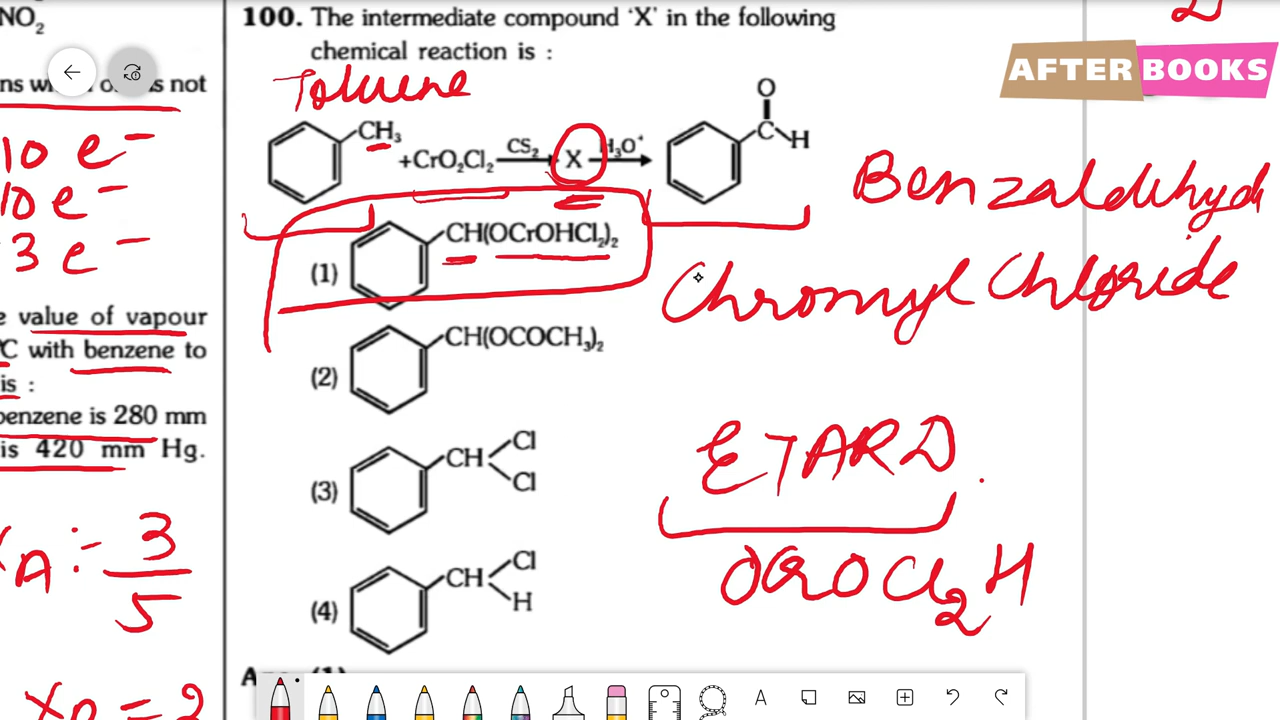 NO₂
ns w
s not
10 e⁻
10 e⁻
3 e⁻
e value of vapour
°C with benzene to
is :
benzene is 280 mm
is 420 mm Hg.
A :- 3/5
100. The intermediate compound 'X' in the following
chemical reaction is :
Toluene
CH₃
+CrO₂Cl₂
CS₂
X
H₃O⁺
O
C
H
(1) CH(OCrOHCl₂)₂
(2) CH(OCOCH₃)₂
(3) CH Cl Cl
(4) CH Cl H
AFTERBOOKS
Benzaldehyd
Chromyl Chloride
ETARD.
OCrOCl₂H
A